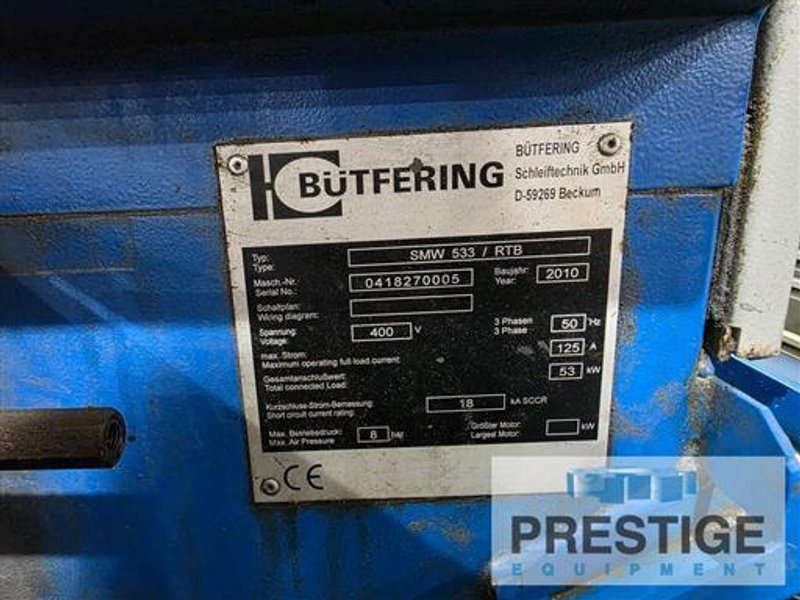 BÜTFERING
BÜTFERING
Schleiftechnik GmbH
D-59269 Beckum
Typ:
Type:
SMW 533 / RTB
Masch.-Nr.
Serial No.:
0418270005
Baujahr:
Year:
2010
Schaltplan:
Wiring diagram:
Spannung:
Voltage:
400 V
3 Phasen
3 Phase
50 Hz
max. Strom:
Maximum operating full load current:
125 A
Gesamtanschlußwert:
Total connected Load:
53 kW
Kurzschluss-Strom-Bemessung:
Short circuit current rating:
18 kA SCCR
Max. Betriebsdruck:
Max. Air Pressure
8 bar
Größter Motor:
Largest Motor:
kW
CE
PRESTIGE
EQUIPMENT